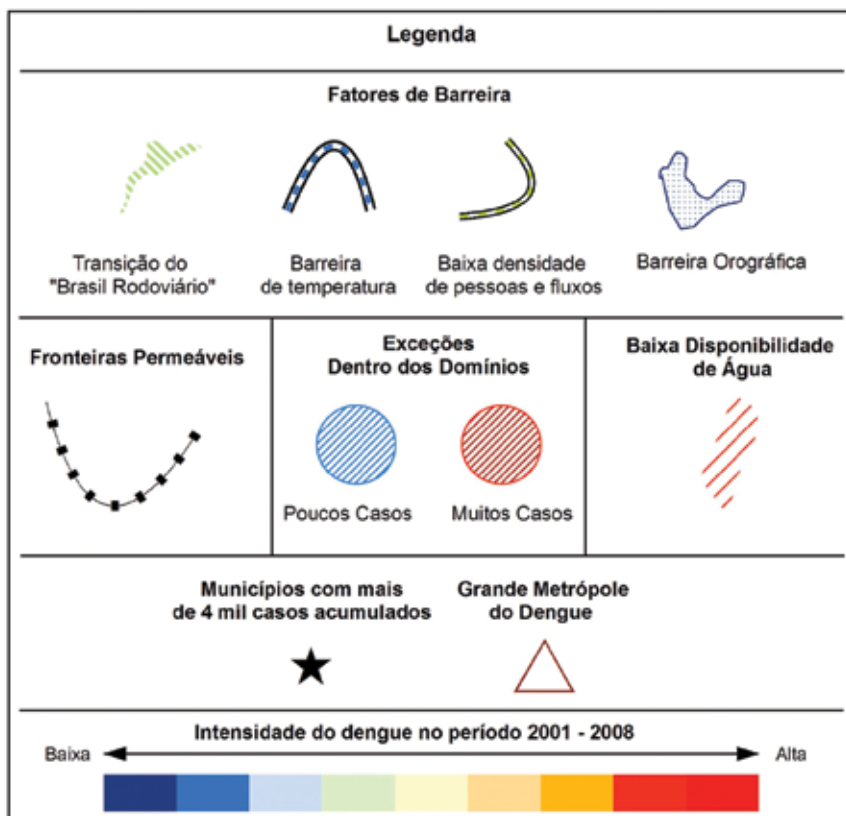 Legenda
Fatores de Barreira
Transição do
"Brasil Rodoviário"
Barreira
de temperatura
Baixa densidade
de pessoas e fluxos
Barreira Orográfica
Fronteiras Permeáveis
Exceções
Dentro dos Domínios
Poucos Casos
Muitos Casos
Baixa Disponibilidade
de Água
Municípios com mais
de 4 mil casos acumulados
Grande Metrópole
do Dengue
Intensidade do dengue no período 2001 - 2008
Baixa
Alta